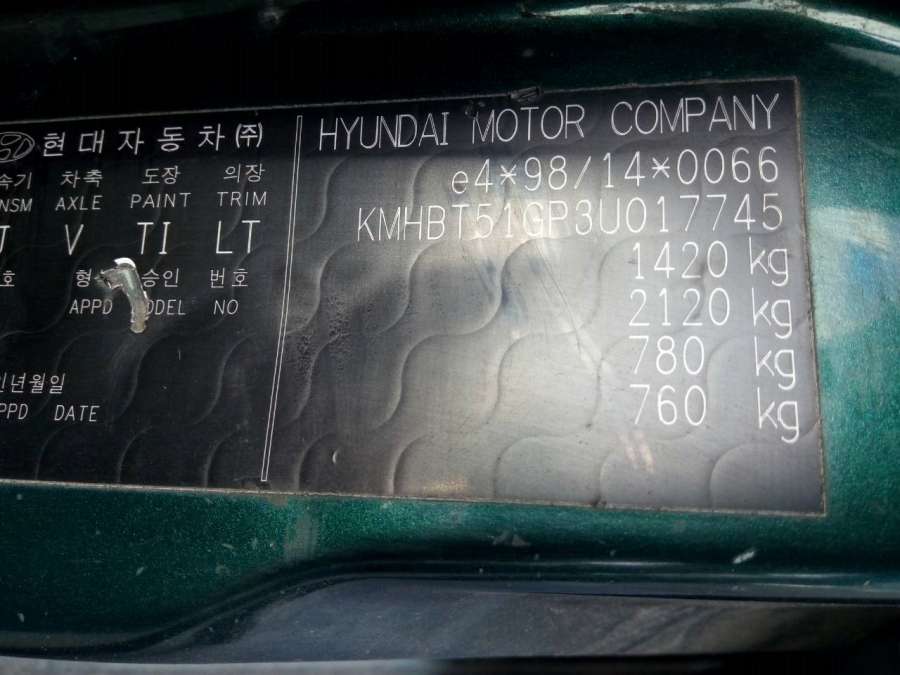 현대자동차㈜
속기 차축 도장 의장
NSM AXLE PAINT TRIM
V TI LT
호 형 승인 번호
APPD MODEL NO
인년월일
PPD DATE
HYUNDAI MOTOR COMPANY
e4*98/14*0066
KMHBT51GP3U017745
1420 kg
2120 kg
780 kg
760 kg